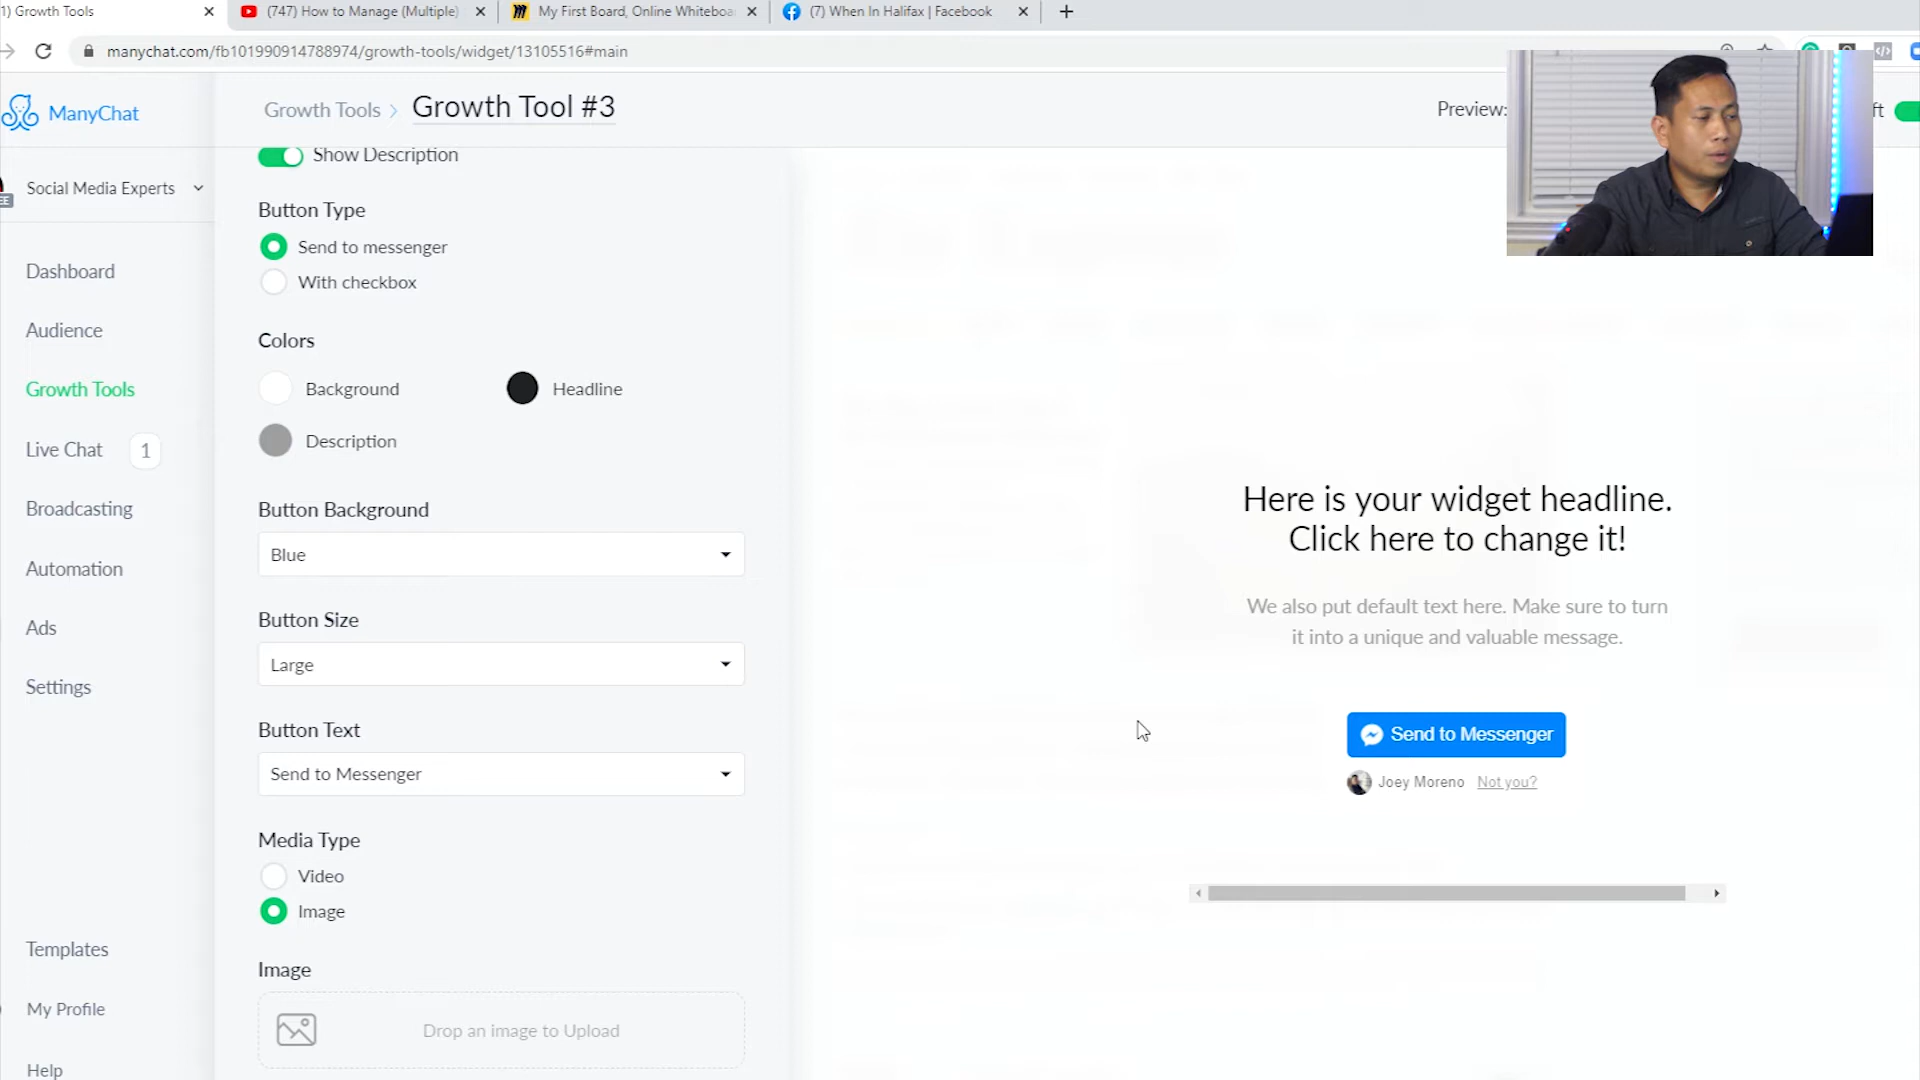 1) Growth Tools
(747) How to Manage (Multiple)
My First Board, Online Whiteboa
(7) When In Halifax | Facebook
manychat.com/fb101990914788974/growth-tools/widget/13105516#main
ManyChat
Growth Tools
Growth Tool #3
Preview:
ft
Show Description
Social Media Experts
EE
Button Type
Send to messenger
With checkbox
Dashboard
Audience
Growth Tools
Live Chat 1
Broadcasting
Automation
Ads
Settings
Templates
My Profile
Help
Colors
Background
Headline
Description
Button Background
Blue
Button Size
Large
Button Text
Send to Messenger
Media Type
Video
Image
Image
Drop an image to Upload
Here is your widget headline.
Click here to change it!
We also put default text here. Make sure to turn
it into a unique and valuable message.
Send to Messenger
Joey Moreno Not you?